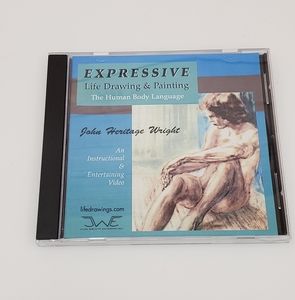 EXPRESSIVE
Life Drawing & Painting
The Human Body Language
John Heritage Wright
An
Instructional
&
Entertaining
Video
lifedrawings.com
JWE